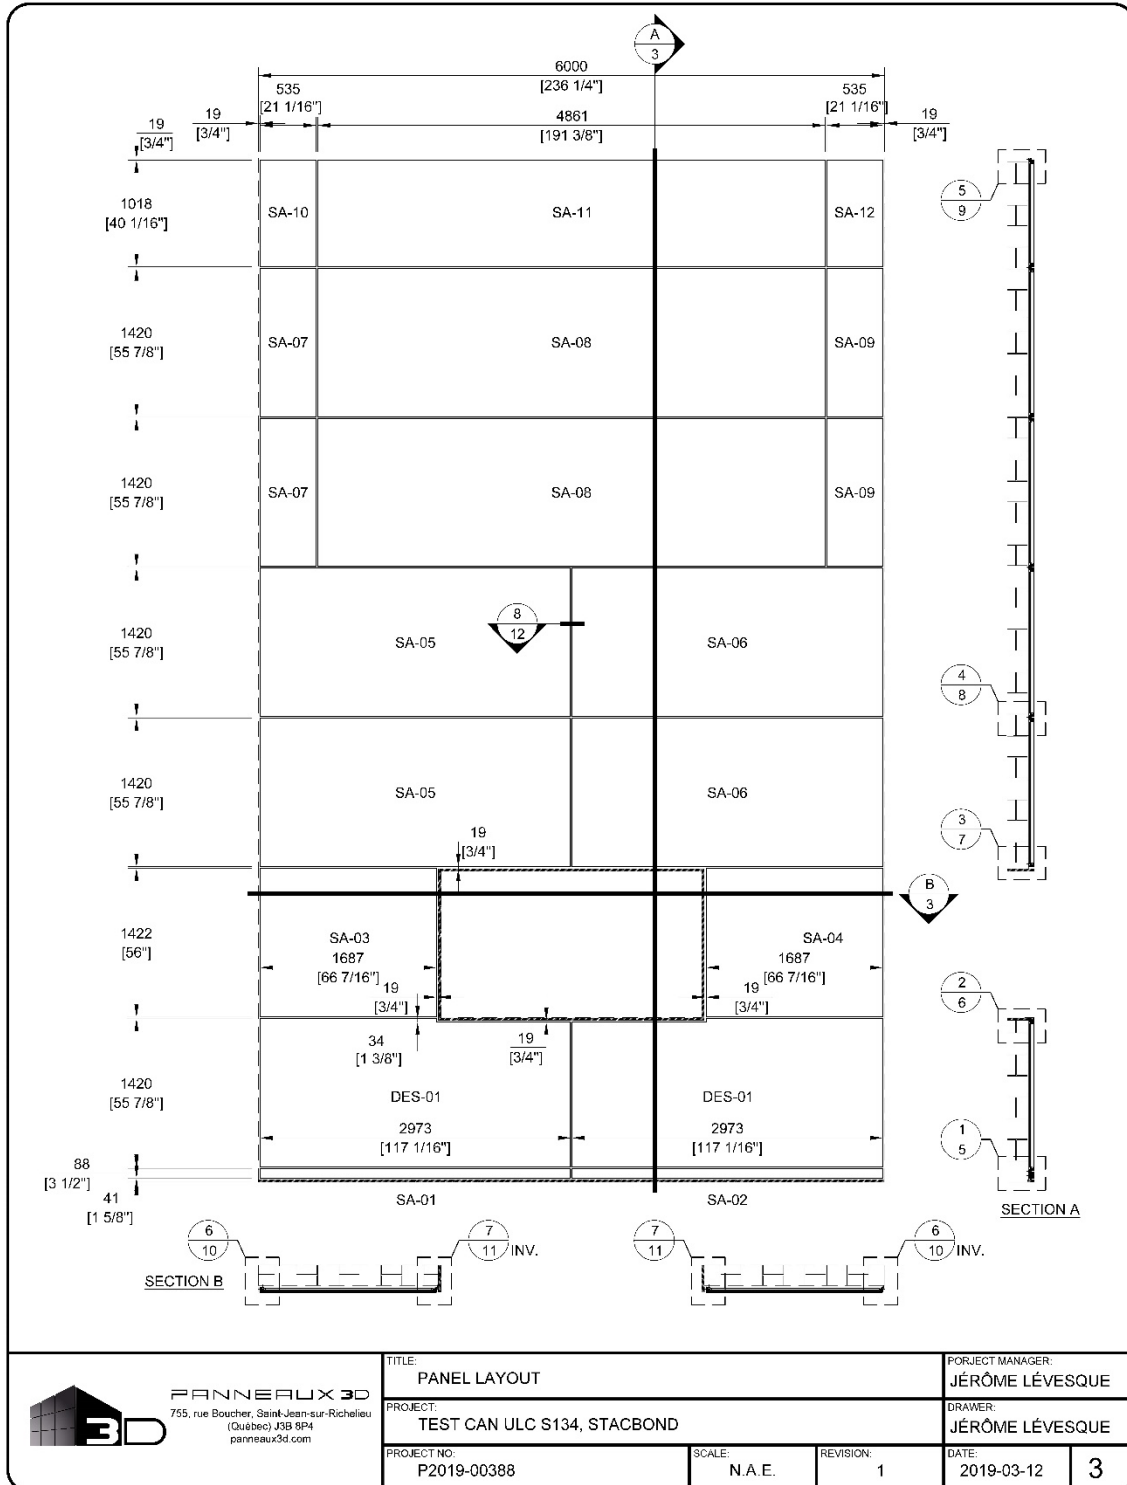 A
3
6000
[236 1/4"]
535
[21 1/16"]
535
[21 1/16"]
19
[3/4"]
19
[3/4"]
4861
[191 3/8"]
19
[3/4"]
1018
[40 1/16"]
SA-10
SA-11
SA-12
5
9
1420
[55 7/8"]
SA-07
SA-08
SA-09
1420
[55 7/8"]
SA-07
SA-08
SA-09
1420
[55 7/8"]
SA-05
8
12
SA-06
4
8
1420
[55 7/8"]
SA-05
SA-06
19
[3/4"]
3
7
B
3
1422
[56"]
SA-03
1687
[66 7/16"]
SA-04
1687
[66 7/16"]
19
[3/4"]
19
[3/4"]
2
6
34
[1 3/8"]
19
[3/4"]
1420
[55 7/8"]
DES-01
2973
[117 1/16"]
DES-01
2973
[117 1/16"]
1
5
88
[3 1/2"]
41
[1 5/8"]
SA-01
SA-02
SECTION A
6
10
7
11 INV.
7
11
6
10 INV.
SECTION B
3D
PANNEAUX 3D
755, rue Boucher, Saint-Jean-sur-Richelieu
(Québec) J3B 8P4
panneaux3d.com
TITLE:
PANEL LAYOUT
PORJECT MANAGER:
JÉRÔME LÉVESQUE
PROJECT:
TEST CAN ULC S134, STACBOND
DRAWER:
JÉRÔME LÉVESQUE
PROJECT NO:
P2019-00388
SCALE:
N.A.E.
REVISION:
1
DATE:
2019-03-12
3